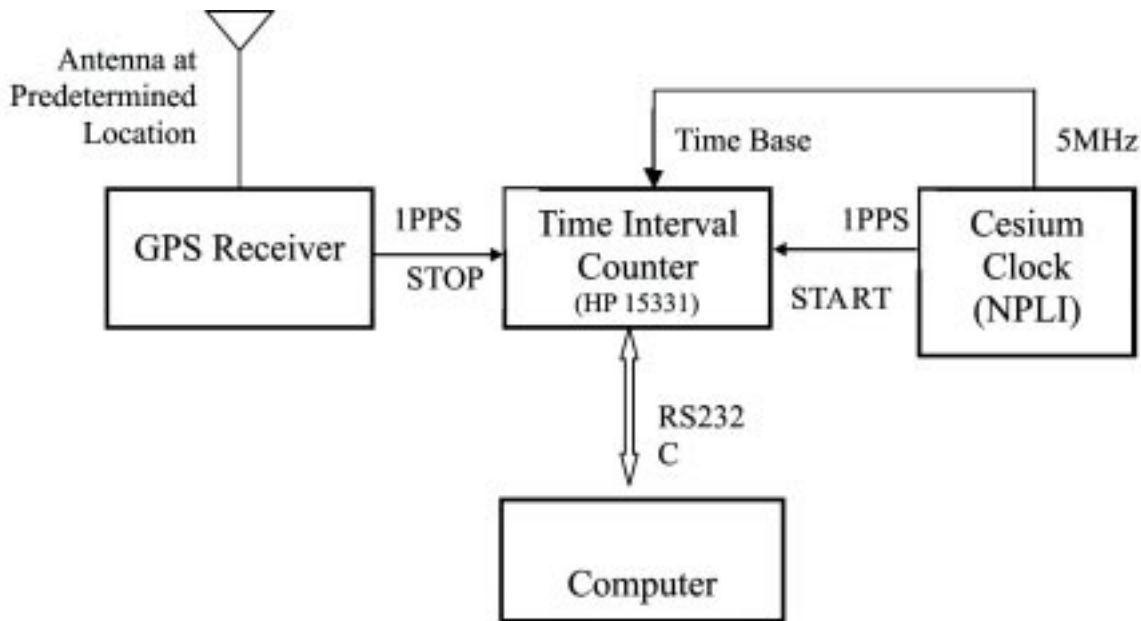 Antenna at
Predetermined
Location
Time Base
5MHz
GPS Receiver
1PPS
STOP
Time Interval
Counter
(HP 15331)
1PPS
START
Cesium
Clock
(NPLI)
RS232
C
Computer